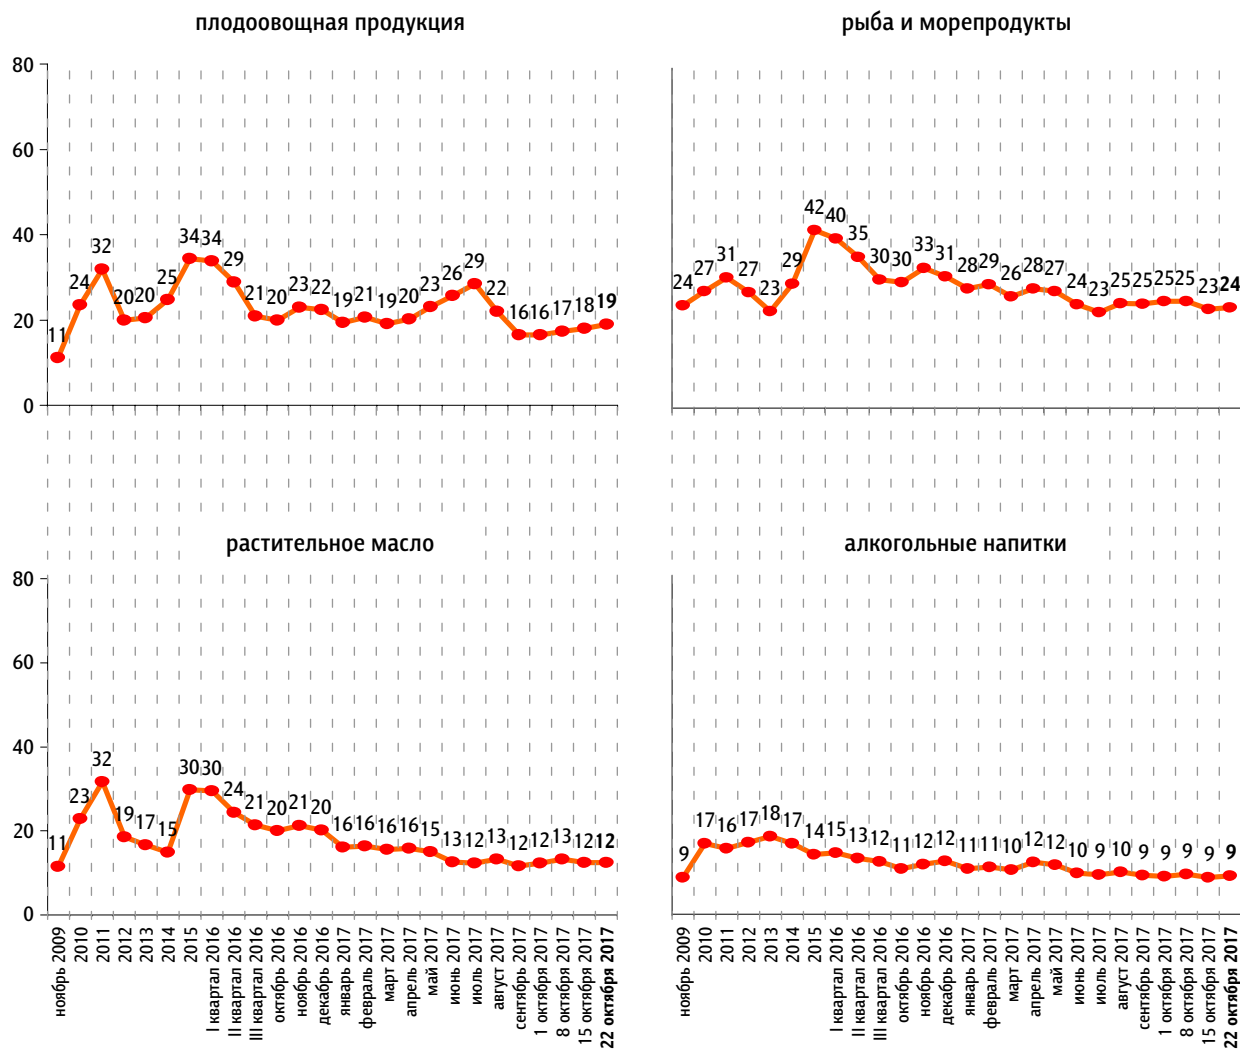 плодоовощная продукция
80
60
40
20
0
11 24 32 20 20 25 34 34 29 21 20 23 22 19 21 19 20 23 26 29 22 16 16 17 18 19
рыба и морепродукты
24 27 31 27 23 29 42 40 35 30 30 33 31 28 29 26 28 27 24 23 25 25 25 25 23 24
растительное масло
80
60
40
20
0
11 23 32 19 17 15 30 30 24 21 20 21 20 16 16 16 16 15 13 12 13 12 12 13 12 12
ноябрь 2009
2010
2011
2012
2013
2014
2015
I квартал 2016
II квартал 2016
III квартал 2016
октябрь 2016
ноябрь 2016
декабрь 2016
январь 2017
февраль 2017
март 2017
апрель 2017
май 2017
июнь 2017
июль 2017
август 2017
сентябрь 2017
1 октября 2017
8 октября 2017
15 октября 2017
22 октября 2017
алкогольные напитки
9 17 16 17 18 17 14 15 13 12 11 12 12 11 11 10 12 12 10 9 10 9 9 9 9 9
ноябрь 2009
2010
2011
2012
2013
2014
2015
I квартал 2016
II квартал 2016
III квартал 2016
октябрь 2016
ноябрь 2016
декабрь 2016
январь 2017
февраль 2017
март 2017
апрель 2017
май 2017
июнь 2017
июль 2017
август 2017
сентябрь 2017
1 октября 2017
8 октября 2017
15 октября 2017
22 октября 2017